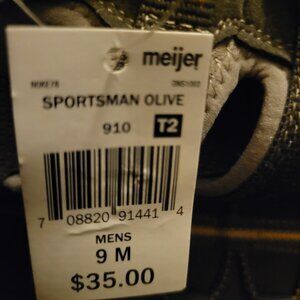 meijer
SPORTSMAN OLIVE
910 T2
7 08820 91441 4
MENS
9 M
$35.00